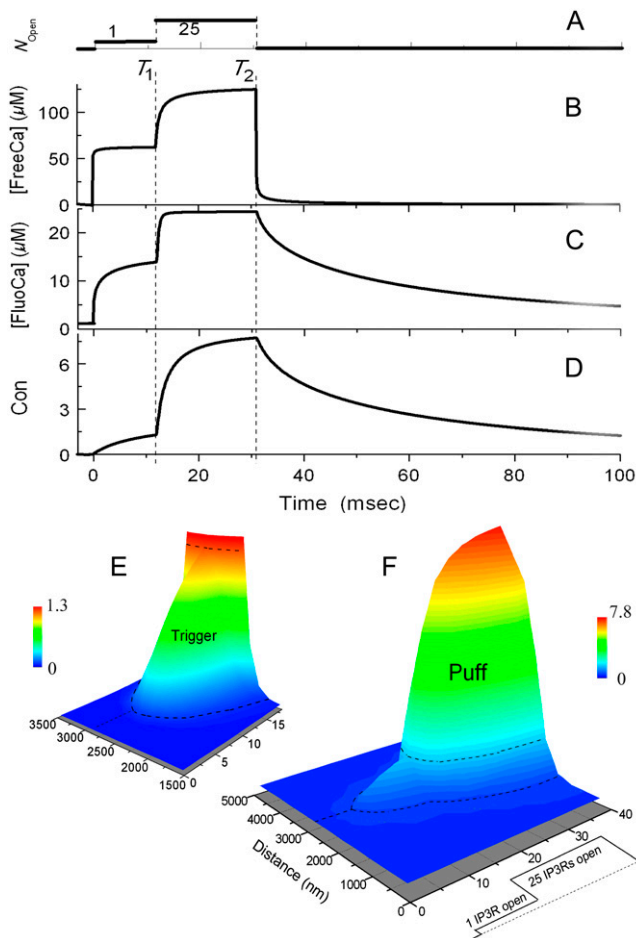 A
N_Open
1
25
T1
T2
B
[FreeCa] (μM)
100
50
0
C
[FluoCa] (μM)
20
10
0
D
Con
6
3
0
0 20 40 60 80 100
Time (msec)
E
F
1.3
0
Trigger
7.8
0
Puff
3500
3000
2500
2000
1500
0
5
10
15
5000
4000
3000
2000
1000
0
Distance (nm)
0
10
20
30
40
1 IP3R open
25 IP3Rs open